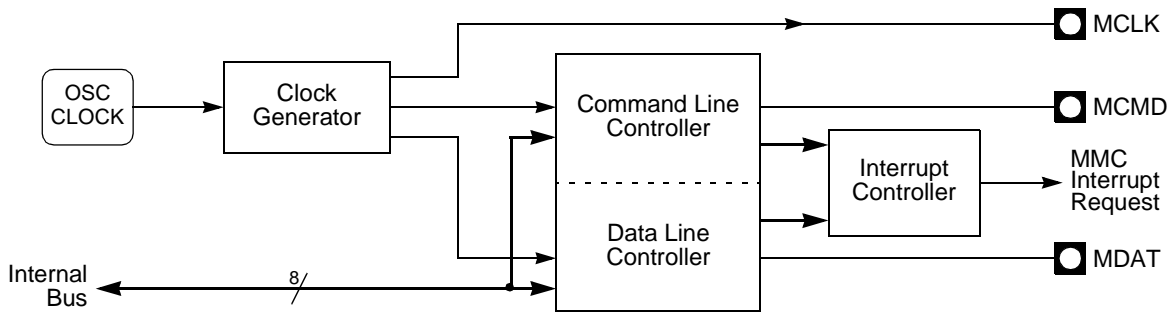 MCLK
OSC
CLOCK
Clock
Generator
Command Line
Controller
MCMD
Interrupt
Controller
MMC
Interrupt
Request
Data Line
Controller
MDAT
Internal
Bus
8